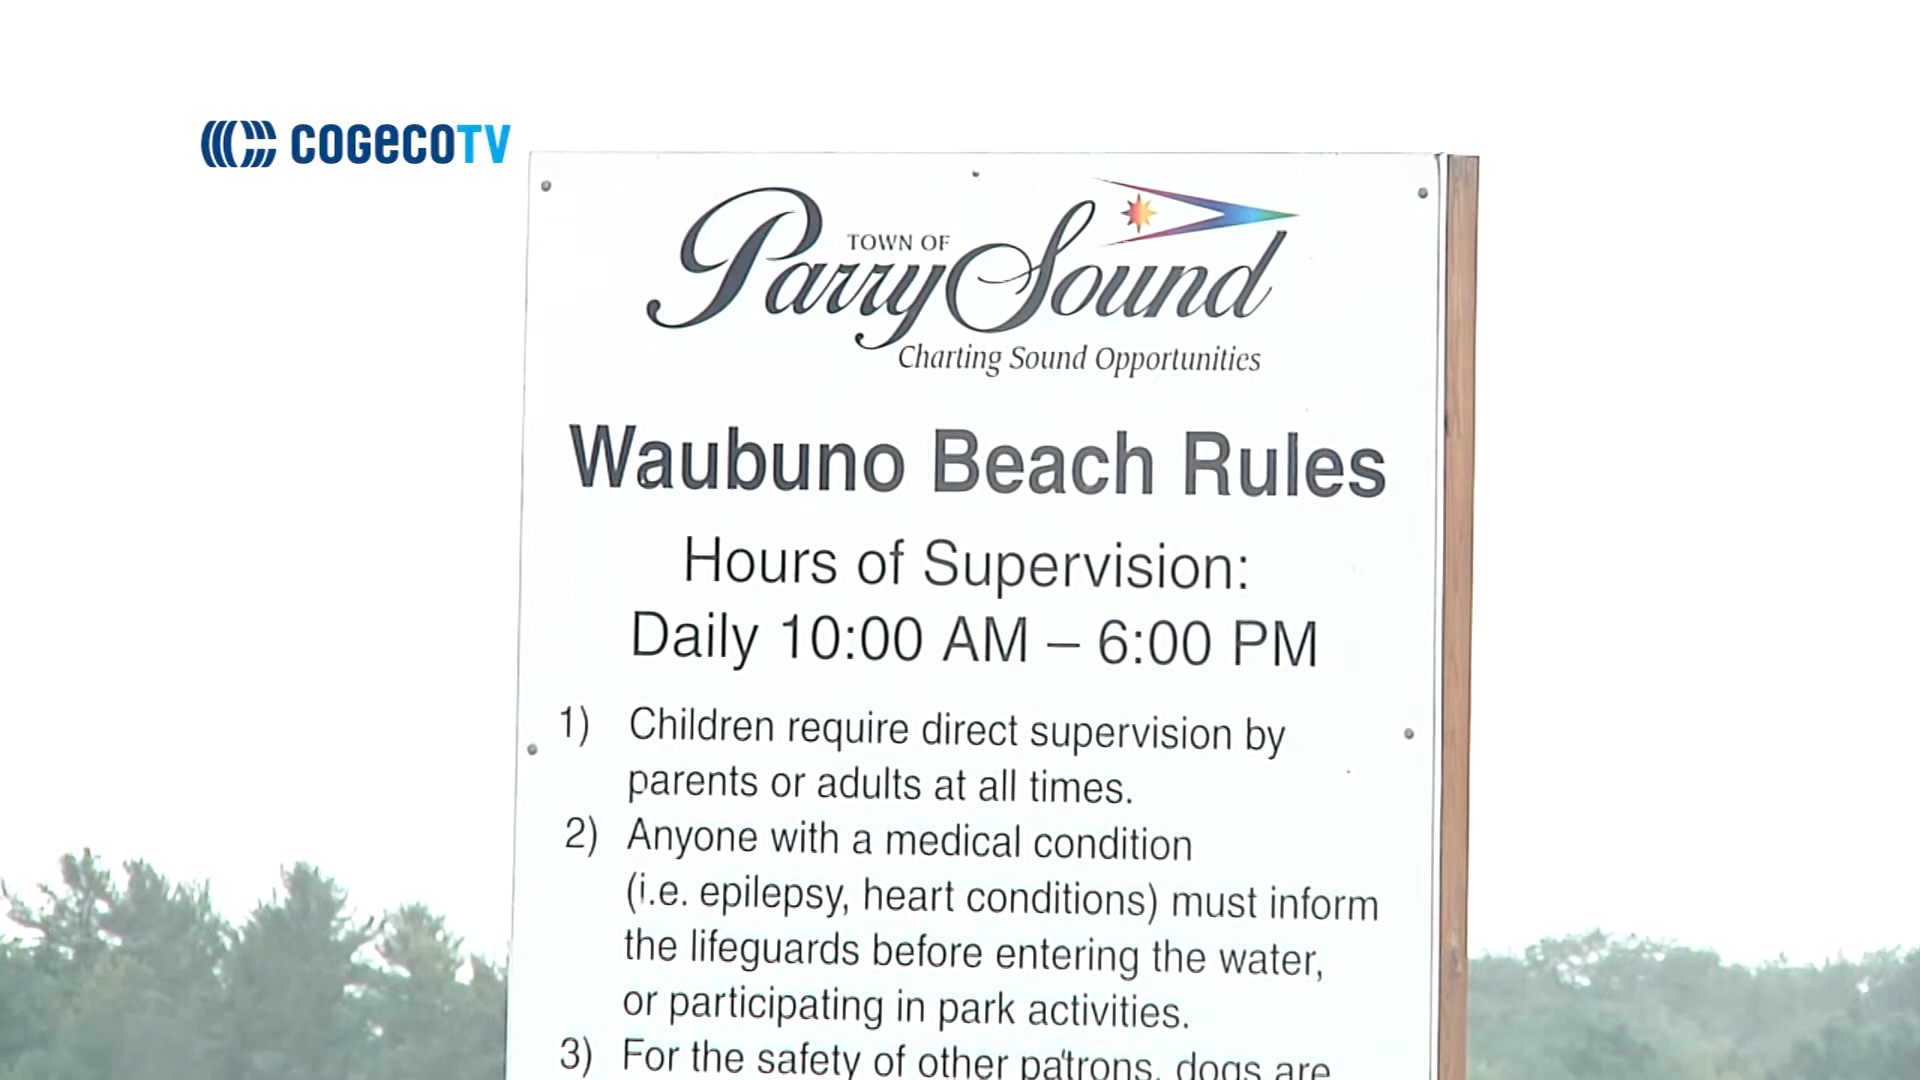 COGECOTV
TOWN OF
Parry Sound
Charting Sound Opportunities
Waubuno Beach Rules
Hours of Supervision:
Daily 10:00 AM – 6:00 PM
1) Children require direct supervision by
parents or adults at all times.
2) Anyone with a medical condition
(i.e. epilepsy, heart conditions) must inform
the lifeguards before entering the water,
or participating in park activities.
3) For the safety of other patrons, dogs are